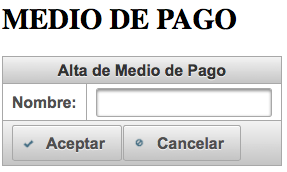 MEDIO DE PAGO
Alta de Medio de Pago
Nombre:
Aceptar Cancelar